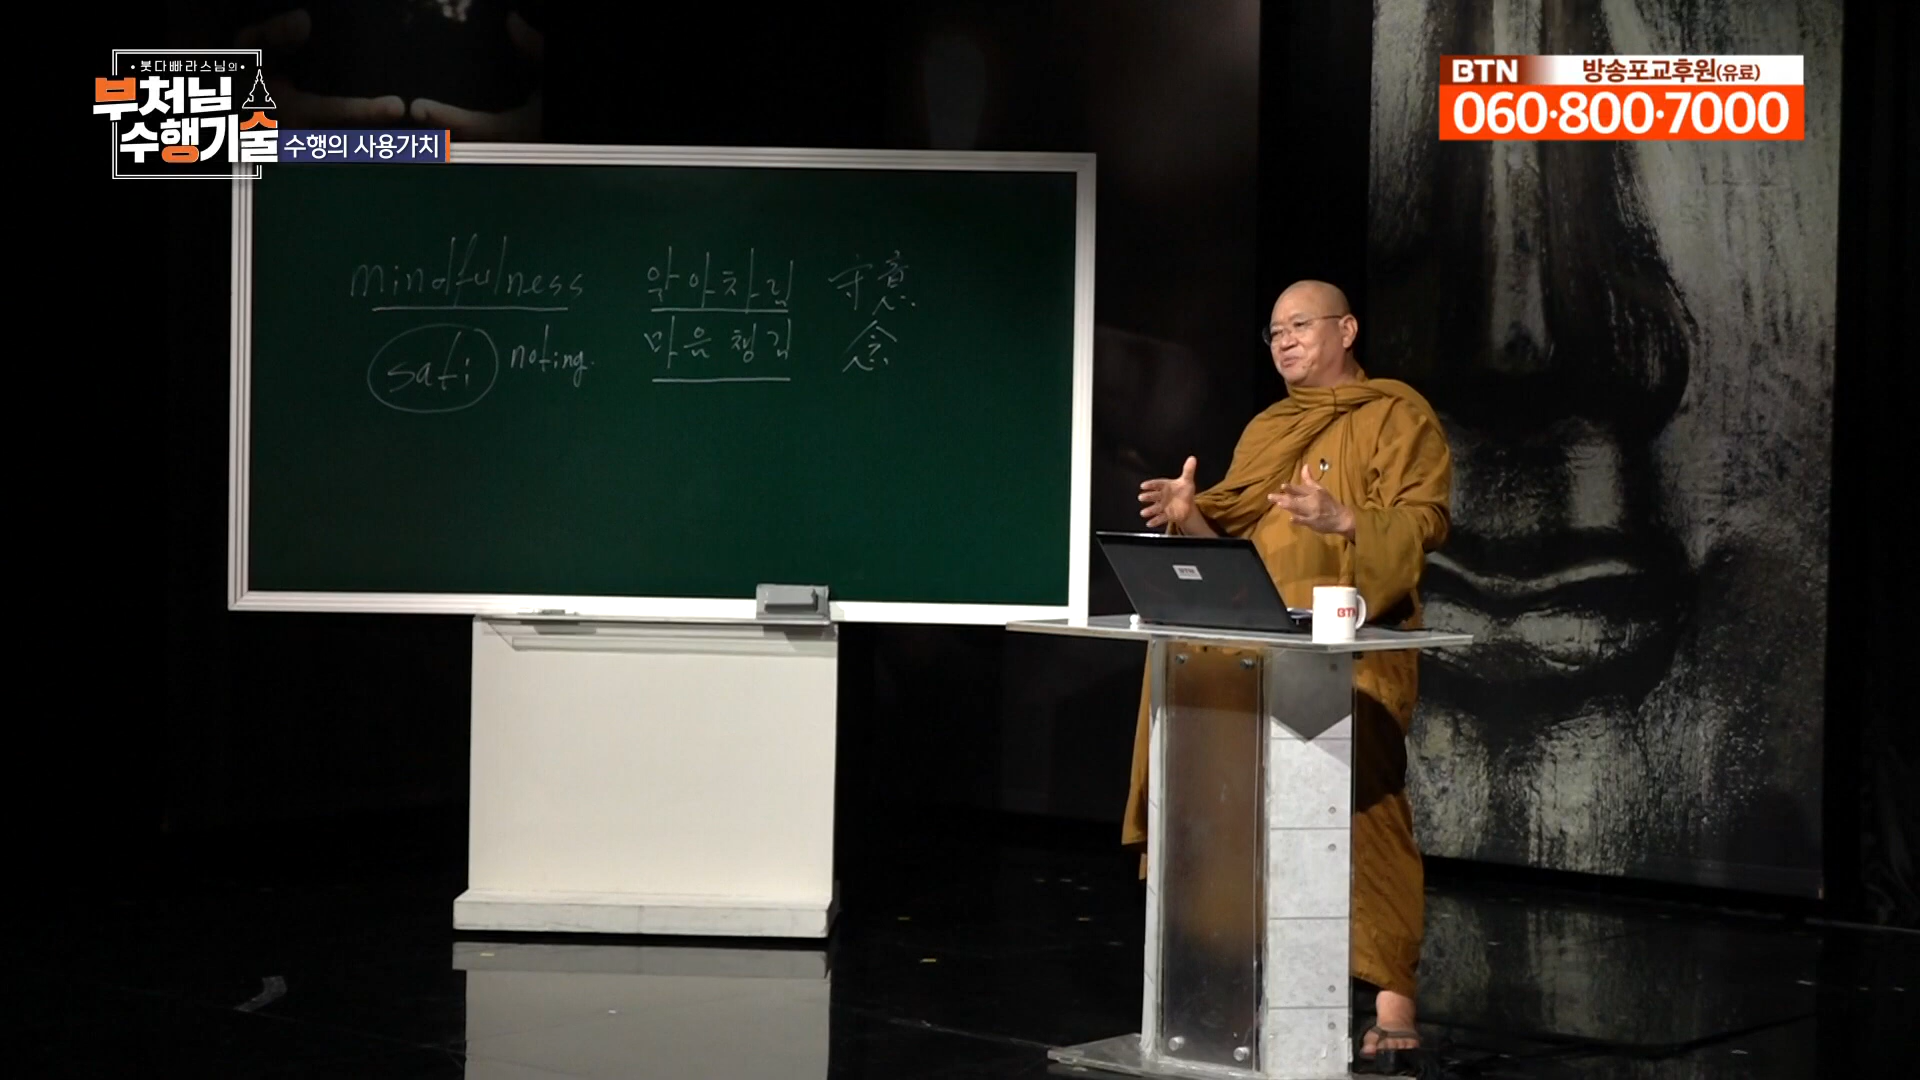 •붓다빠라스님의•
부처님
수행기술
수행의 사용가치
BTN 방송포교후원(유료)
060·800·7000
mindfulness 알아차림 守意
sati noting. 마음챙김 念
BTN
BTN